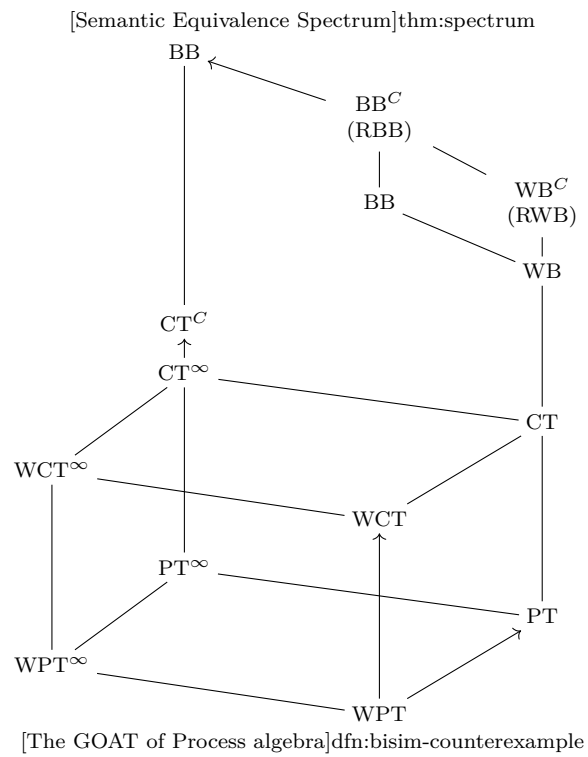 [Semantic Equivalence Spectrum]thm:spectrum
BB
BB^C
(RBB)
WB^C
(RWB)
BB
WB
CT^C
CT^∞
CT
WCT^∞
WCT
PT^∞
PT
WPT^∞
WPT
[The GOAT of Process algebra]dfn:bisim-counterexample